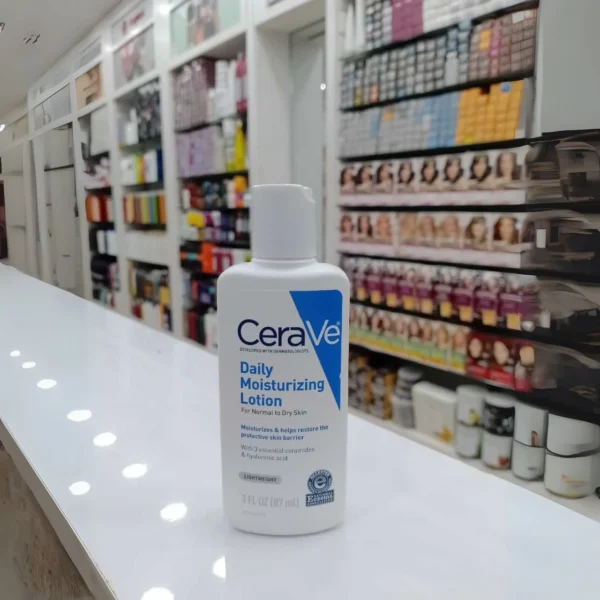 CeraVe
DEVELOPED WITH DERMATOLOGISTS
Daily
Moisturizing
Lotion
For Normal to Dry Skin
Moisturizes & helps restore the
protective skin barrier
With 3 essential ceramides
& hyaluronic acid
LIGHTWEIGHT
3 FL OZ (87 mL)